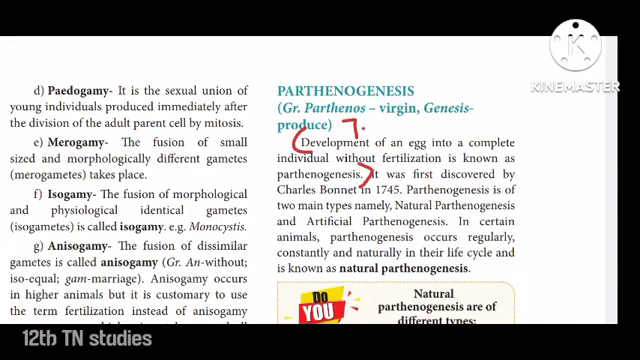 KINEMASTER
d) Paedogamy- It is the sexual union of
young individuals produced immediately after
the division of the adult parent cell by mitosis.
e) Merogamy- The fusion of small
sized and morphologically different gametes
(merogametes) takes place.
f) Isogamy- The fusion of morphological
and physiological identical gametes
(isogametes) is called isogamy. e.g. Monocystis.
g) Anisogamy- The fusion of dissimilar
gametes is called anisogamy (Gr. An-without;
iso-equal; gam-marriage). Anisogamy occurs
in higher animals but it is customary to use
the term fertilization instead of anisogamy
PARTHENOGENESIS
(Gr. Parthenos – virgin, Genesis-
produce)
Development of an egg into a complete
individual without fertilization is known as
parthenogenesis. It was first discovered by
Charles Bonnet in 1745. Parthenogenesis is of
two main types namely, Natural Parthenogenesis
and Artificial Parthenogenesis. In certain
animals, parthenogenesis occurs regularly,
constantly and naturally in their life cycle and
is known as natural parthenogenesis.
DO
YOU
Natural
parthenogenesis are of
different types:
12th TN studies